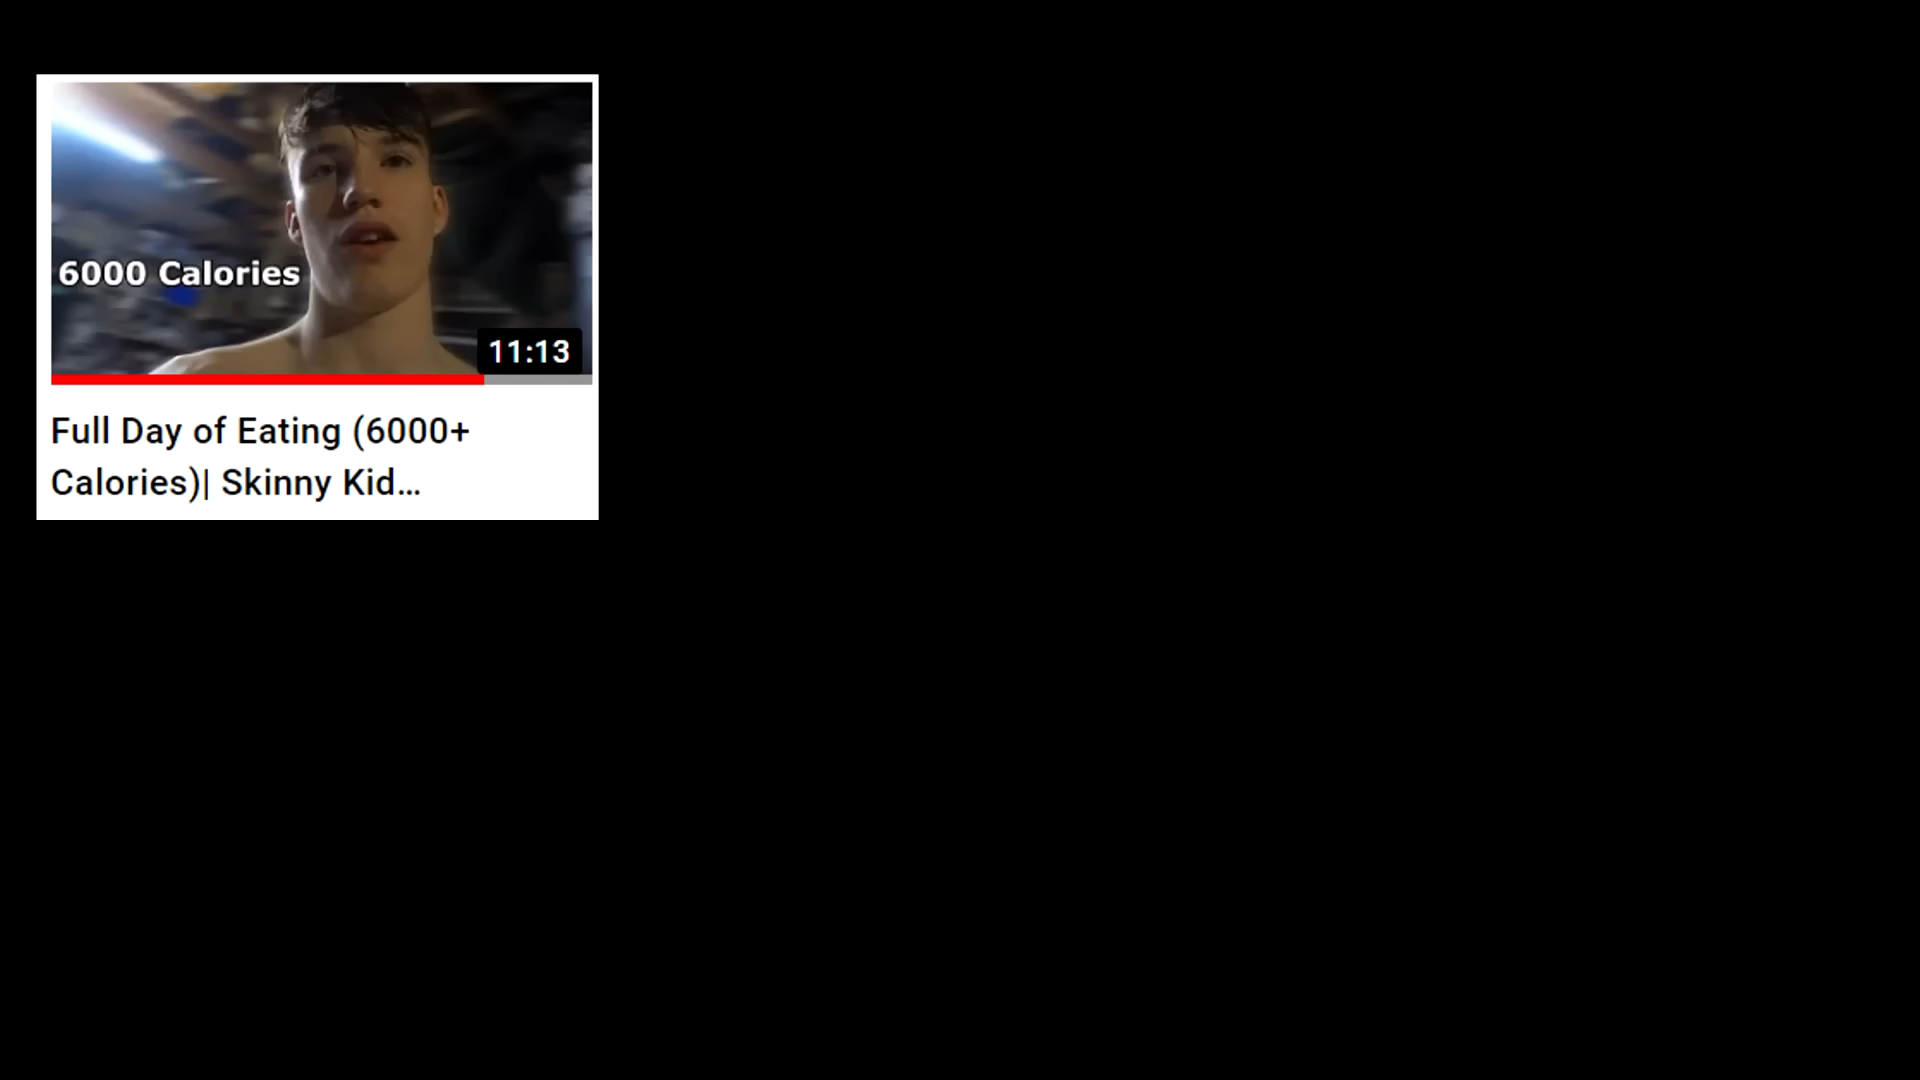 6000 Calories
11:13
Full Day of Eating (6000+
Calories)| Skinny Kid...